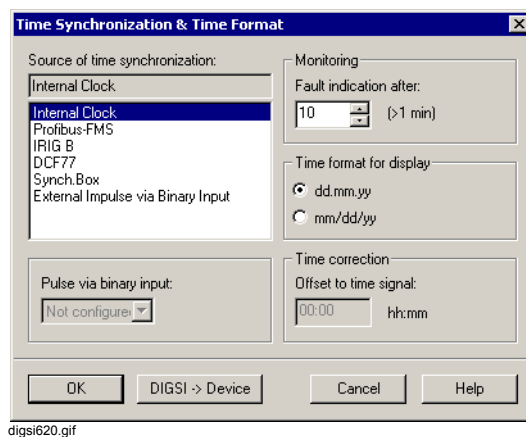 Time Synchronization & Time Format
Source of time synchronization:
Internal Clock
Internal Clock
Profibus-FMS
IRIG B
DCF77
Synch.Box
External Impulse via Binary Input
Pulse via binary input:
Not configure
Monitoring
Fault indication after:
10 (>1 min)
Time format for display
dd.mm.yy
mm/dd/yy
Time correction
Offset to time signal:
00:00 hh:mm
OK DIGSI -> Device Cancel Help
digsi620.gif